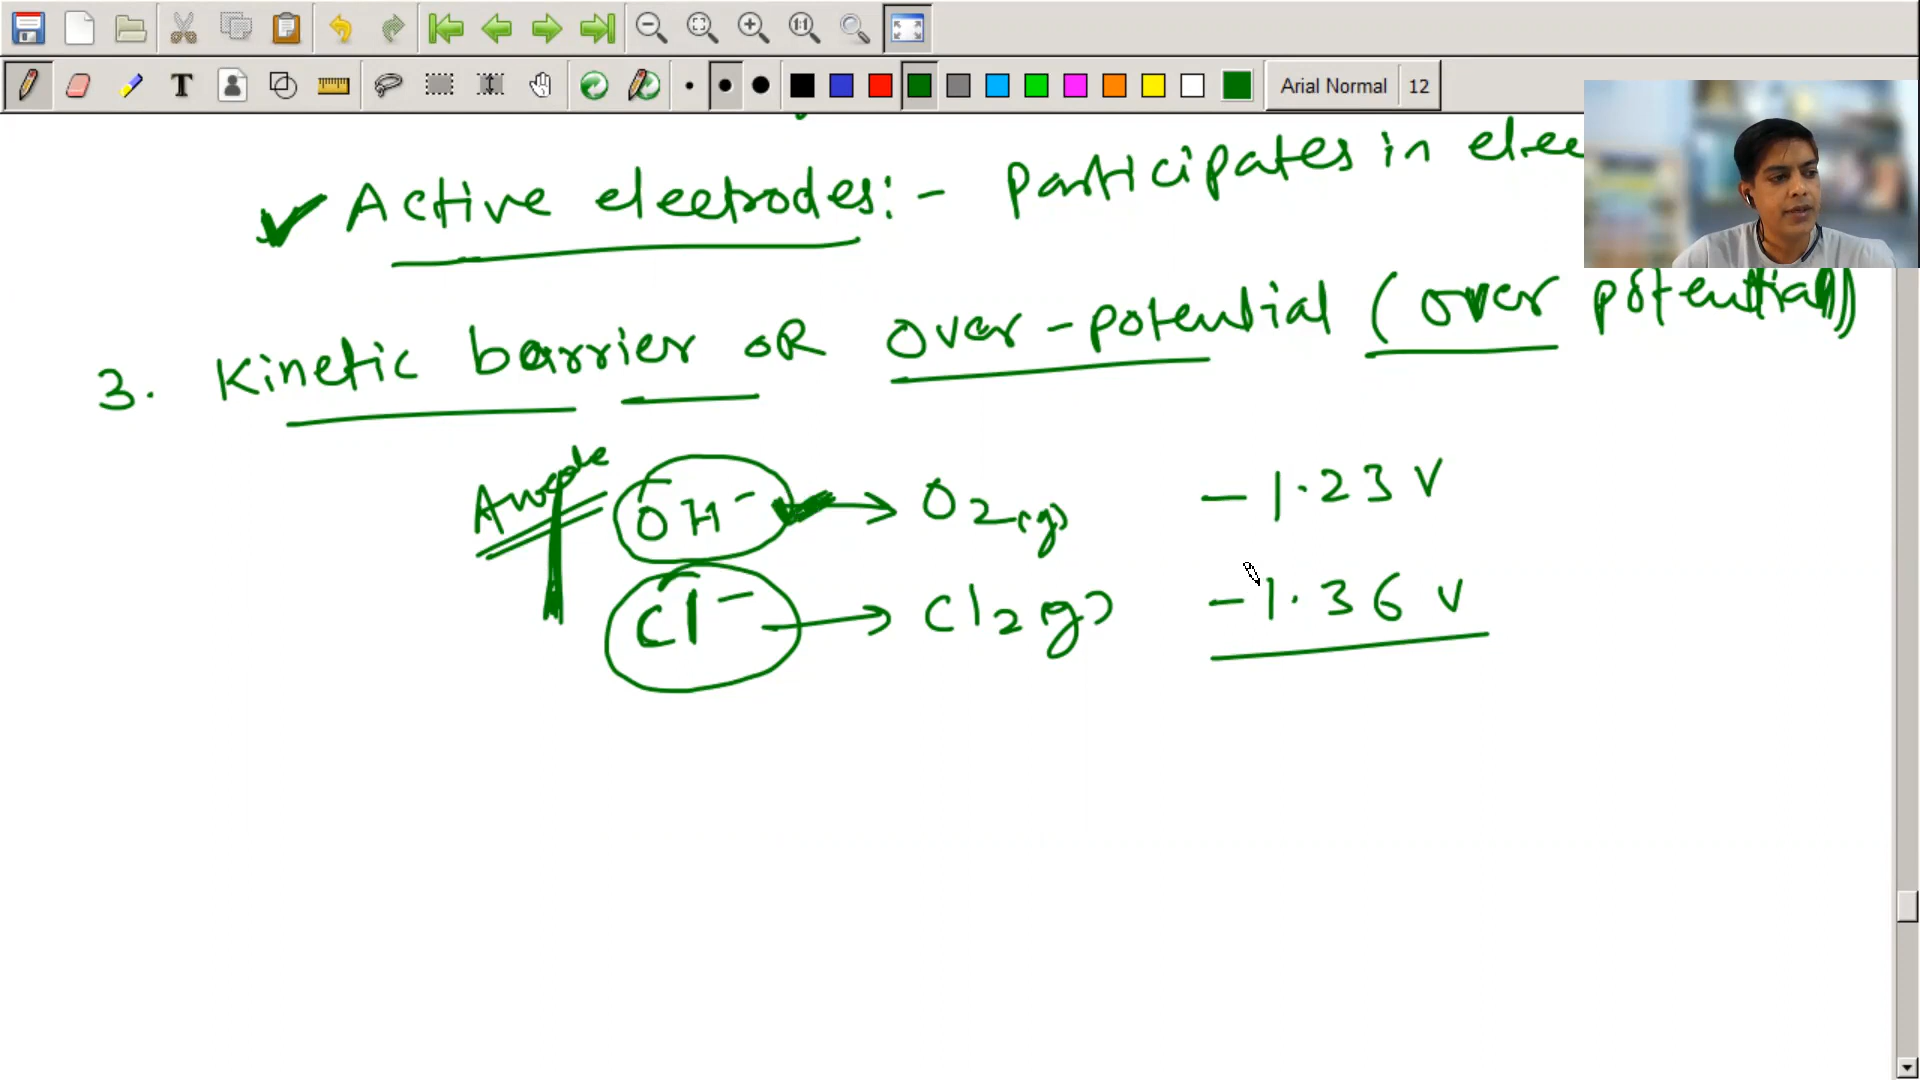 Arial Normal 12
✓ Active electrodes:- Participates in elec
3. Kinetic barrier OR Over-potential (over potential)
Anode OH⁻ → O₂(g) -1.23 V
Cl⁻ → Cl₂(g) -1.36 V